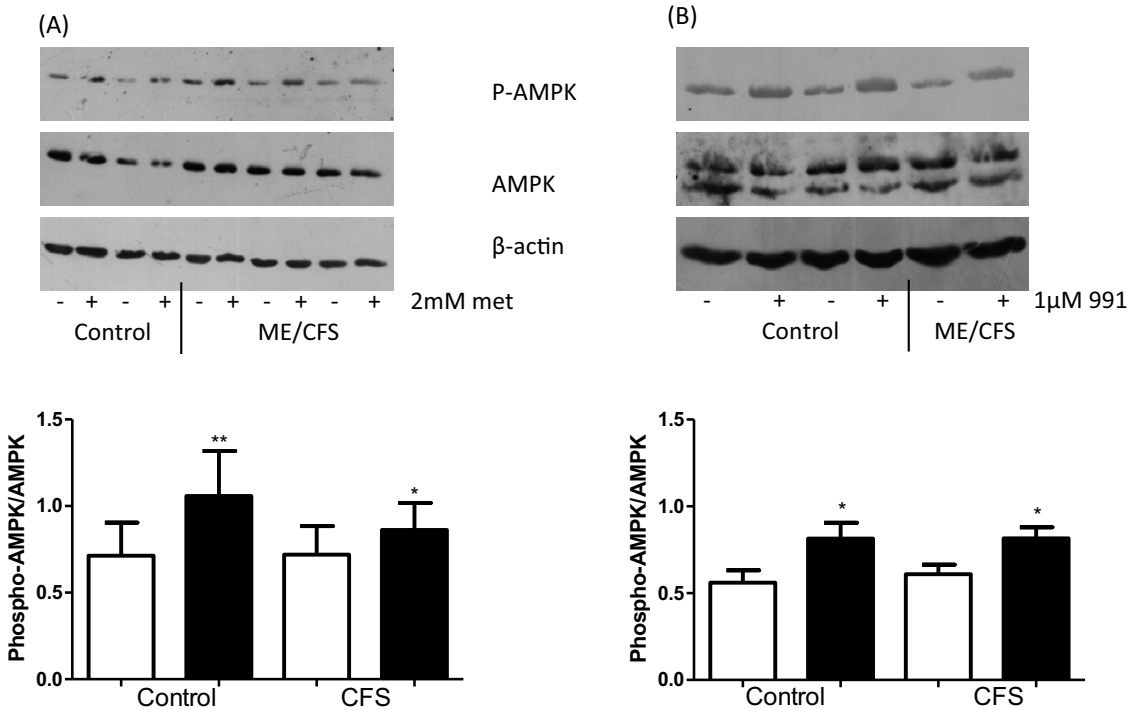 (A)
(B)
P-AMPK
AMPK
β-actin
- + - + - + - + - + 2mM met
Control ME/CFS
- + - + - + 1µM 991
Control ME/CFS
Phospho-AMPK/AMPK
1.5
1.0
0.5
0.0
**
*
Control CFS
Phospho-AMPK/AMPK
1.5
1.0
0.5
0.0
*
*
Control CFS